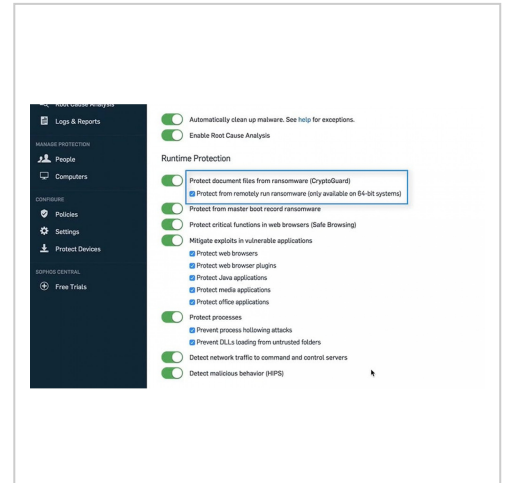 Root Cause Analysis
Logs & Reports
MANAGE PROTECTION
People
Computers
CONFIGURE
Policies
Settings
Protect Devices
SOPHOS CENTRAL
Free Trials
Automatically clean up malware. See help for exceptions.
Enable Root Cause Analysis
Runtime Protection
Protect document files from ransomware (CryptoGuard)
Protect from remotely run ransomware (only available on 64-bit systems)
Protect from master boot record ransomware
Protect critical functions in web browsers (Safe Browsing)
Mitigate exploits in vulnerable applications
Protect web browsers
Protect web browser plugins
Protect Java applications
Protect media applications
Protect office applications
Protect processes
Prevent process hollowing attacks
Prevent DLLs loading from untrusted folders
Detect network traffic to command and control servers
Detect malicious behavior (HIPS)